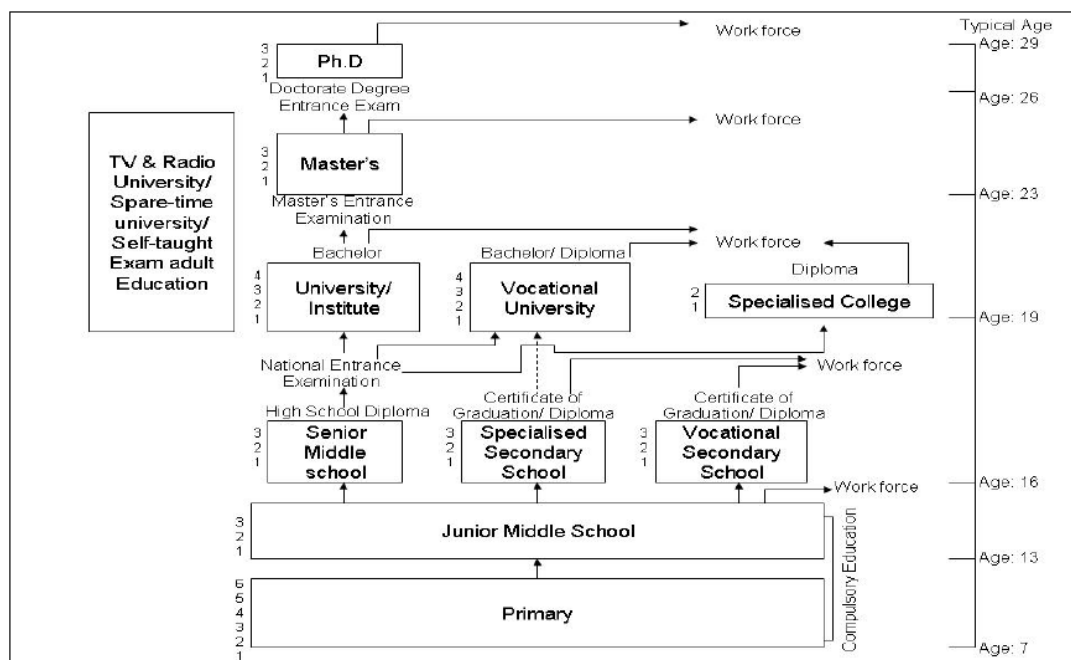 Typical Age
Work force
Age: 29
3
2
1
Ph.D
Doctorate Degree
Entrance Exam
Age: 26
TV & Radio
University/
Spare-time
university/
Self-taught
Exam adult
Education
Work force
3
2
1
Master's
Master's Entrance
Examination
Age: 23
Work force
Bachelor
Bachelor/ Diploma
Diploma
4
3
2
1
University/
Institute
4
3
2
1
Vocational
University
2
1
Specialised College
Age: 19
National Entrance
Examination
Work force
High School Diploma
Certificate of
Graduation/ Diploma
Certificate of
Graduation/ Diploma
3
2
1
Senior
Middle
school
3
2
1
Specialised
Secondary
School
3
2
1
Vocational
Secondary
School
Work force
Age: 16
3
2
1
Junior Middle School
Compulsory Education
Age: 13
6
5
4
3
2
1
Primary
Age: 7